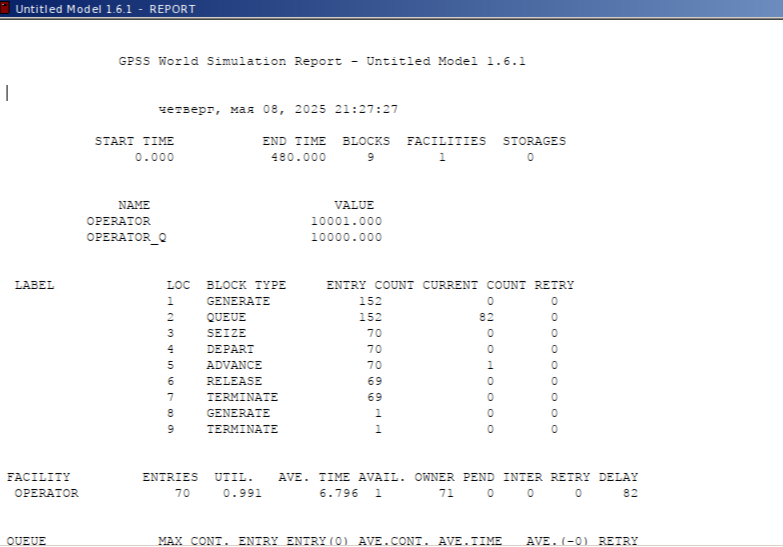 Untitled Model 1.6.1 - REPORT
GPSS World Simulation Report - Untitled Model 1.6.1
четверг, мая 08, 2025 21:27:27
START TIME END TIME BLOCKS FACILITIES STORAGES
0.000 480.000 9 1 0
NAME VALUE
OPERATOR 10001.000
OPERATOR_Q 10000.000
LABEL LOC BLOCK TYPE ENTRY COUNT CURRENT COUNT RETRY
1 GENERATE 152 0 0
2 QUEUE 152 82 0
3 SEIZE 70 0 0
4 DEPART 70 0 0
5 ADVANCE 70 1 0
6 RELEASE 69 0 0
7 TERMINATE 69 0 0
8 GENERATE 1 0 0
9 TERMINATE 1 0 0
FACILITY ENTRIES UTIL. AVE. TIME AVAIL. OWNER PEND INTER RETRY DELAY
OPERATOR 70 0.991 6.796 1 71 0 0 0 82
QUEUE MAX CONT. ENTRY ENTRY(0) AVE.CONT. AVE.TIME AVE.(-0) RETRY